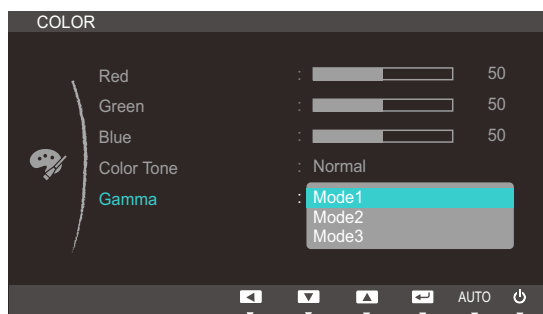 COLOR
Red : 50
Green : 50
Blue : 50
Color Tone : Normal
Gamma : Mode1
Mode2
Mode3
AUTO